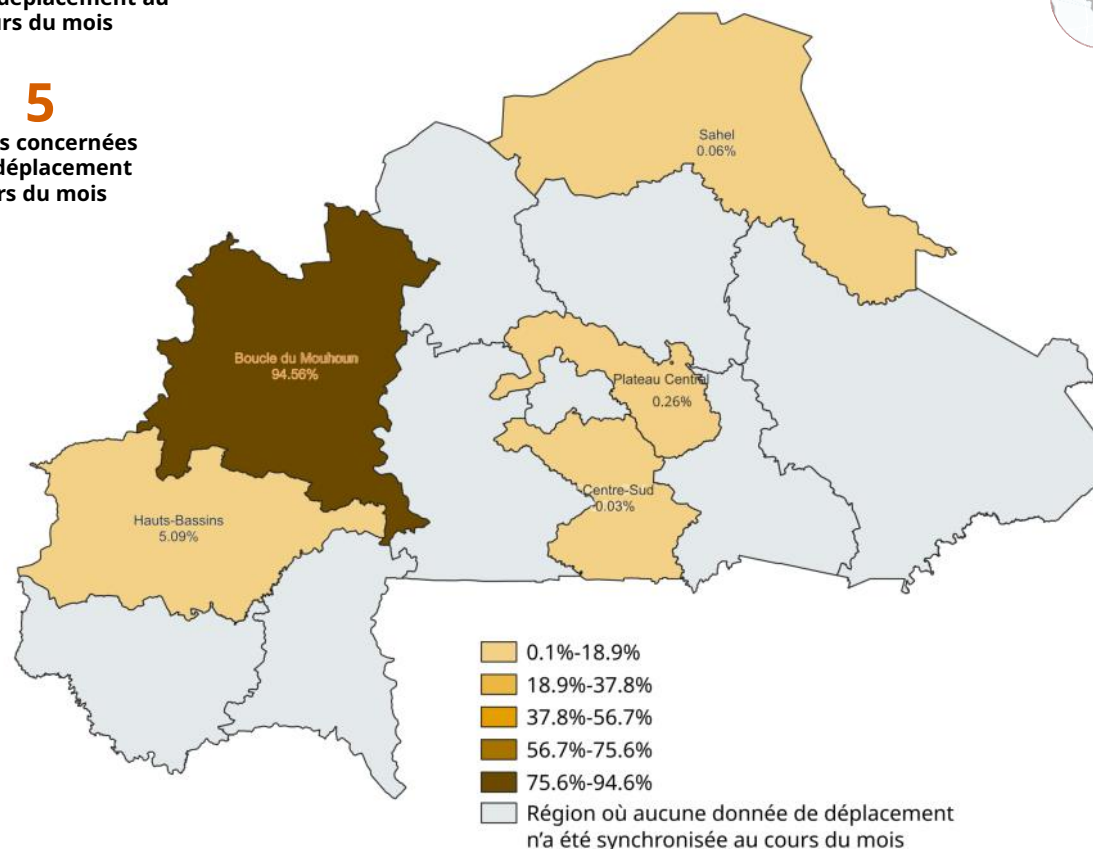 déplacement au
urs du mois
5
s concernées
déplacement
rs du mois
Sahel
0.06%
Boucle du Mouhoun
94.56%
Plateau Central
0.26%
Centre-Sud
0.03%
Hauts-Bassins
5.09%
0.1%-18.9%
18.9%-37.8%
37.8%-56.7%
56.7%-75.6%
75.6%-94.6%
Région où aucune donnée de déplacement
n'a été synchronisée au cours du mois